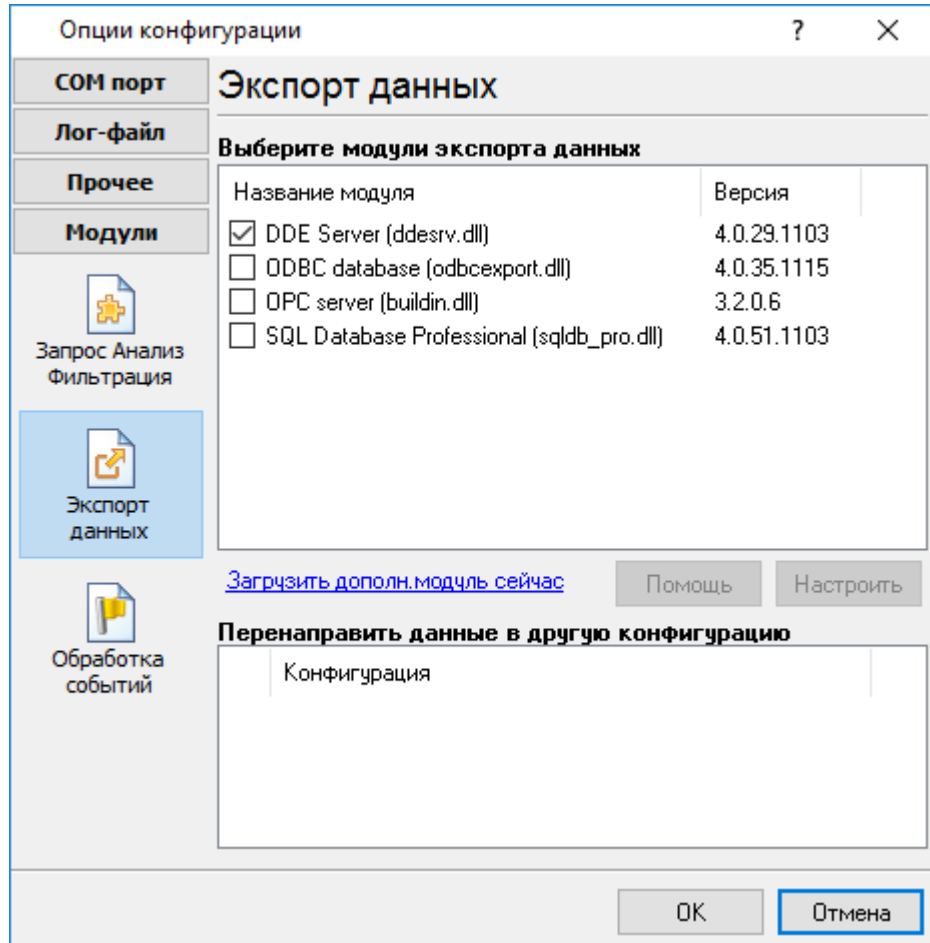 Опции конфигурации ?
COM порт
Лог-файл
Прочее
Модули
Запрос Анализ
Фильтрация
Экспорт
данных
Обработка
событий
Экспорт данных
Выберите модули экспорта данных
Название модуля Версия
DDE Server (ddesrv.dll) 4.0.29.1103
ODBC database (odbcexport.dll) 4.0.35.1115
OPC server (buildin.dll) 3.2.0.6
SQL Database Professional (sqldb_pro.dll) 4.0.51.1103
Загрузить дополн.модуль сейчас Помощь Настроить
Перенаправить данные в другую конфигурацию
Конфигурация
OK Отмена